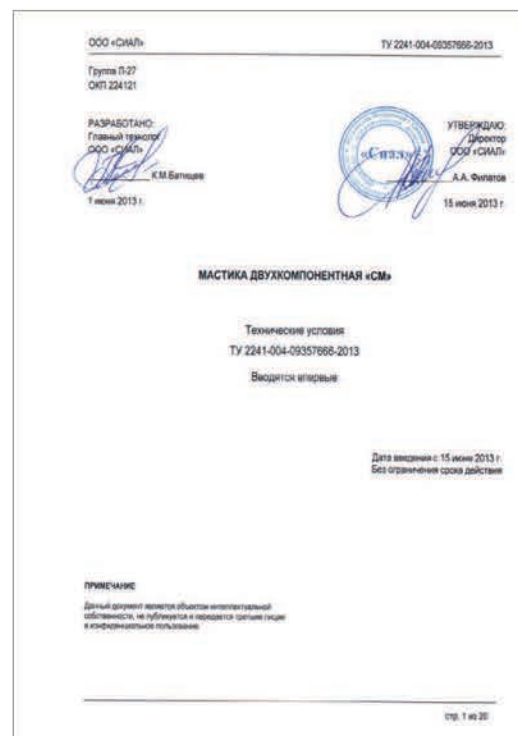 ООО «СИАЛ»
ТУ 2241-004-09357666-2013
Группа Л-27
ОКП 224121
РАЗРАБОТАНО:
Главный технолог
ООО «СИАЛ»
К.М.Батищев
1 июня 2013 г.
УТВЕРЖДАЮ:
Директор
ООО «СИАЛ»
«Сиал»
А.А. Филатов
15 июня 2013 г
МАСТИКА ДВУХКОМПОНЕНТНАЯ «СМ»
Технические условия
ТУ 2241-004-09357666-2013
Вводятся впервые
Дата введения с 15 июня 2013 г.
Без ограничения срока действия
ПРИМЕЧАНИЕ
Данный документ является объектом интеллектуальной
собственности, не публикуется и передается третьим лицам
в конфиденциальное пользование.
стр. 1 из 20